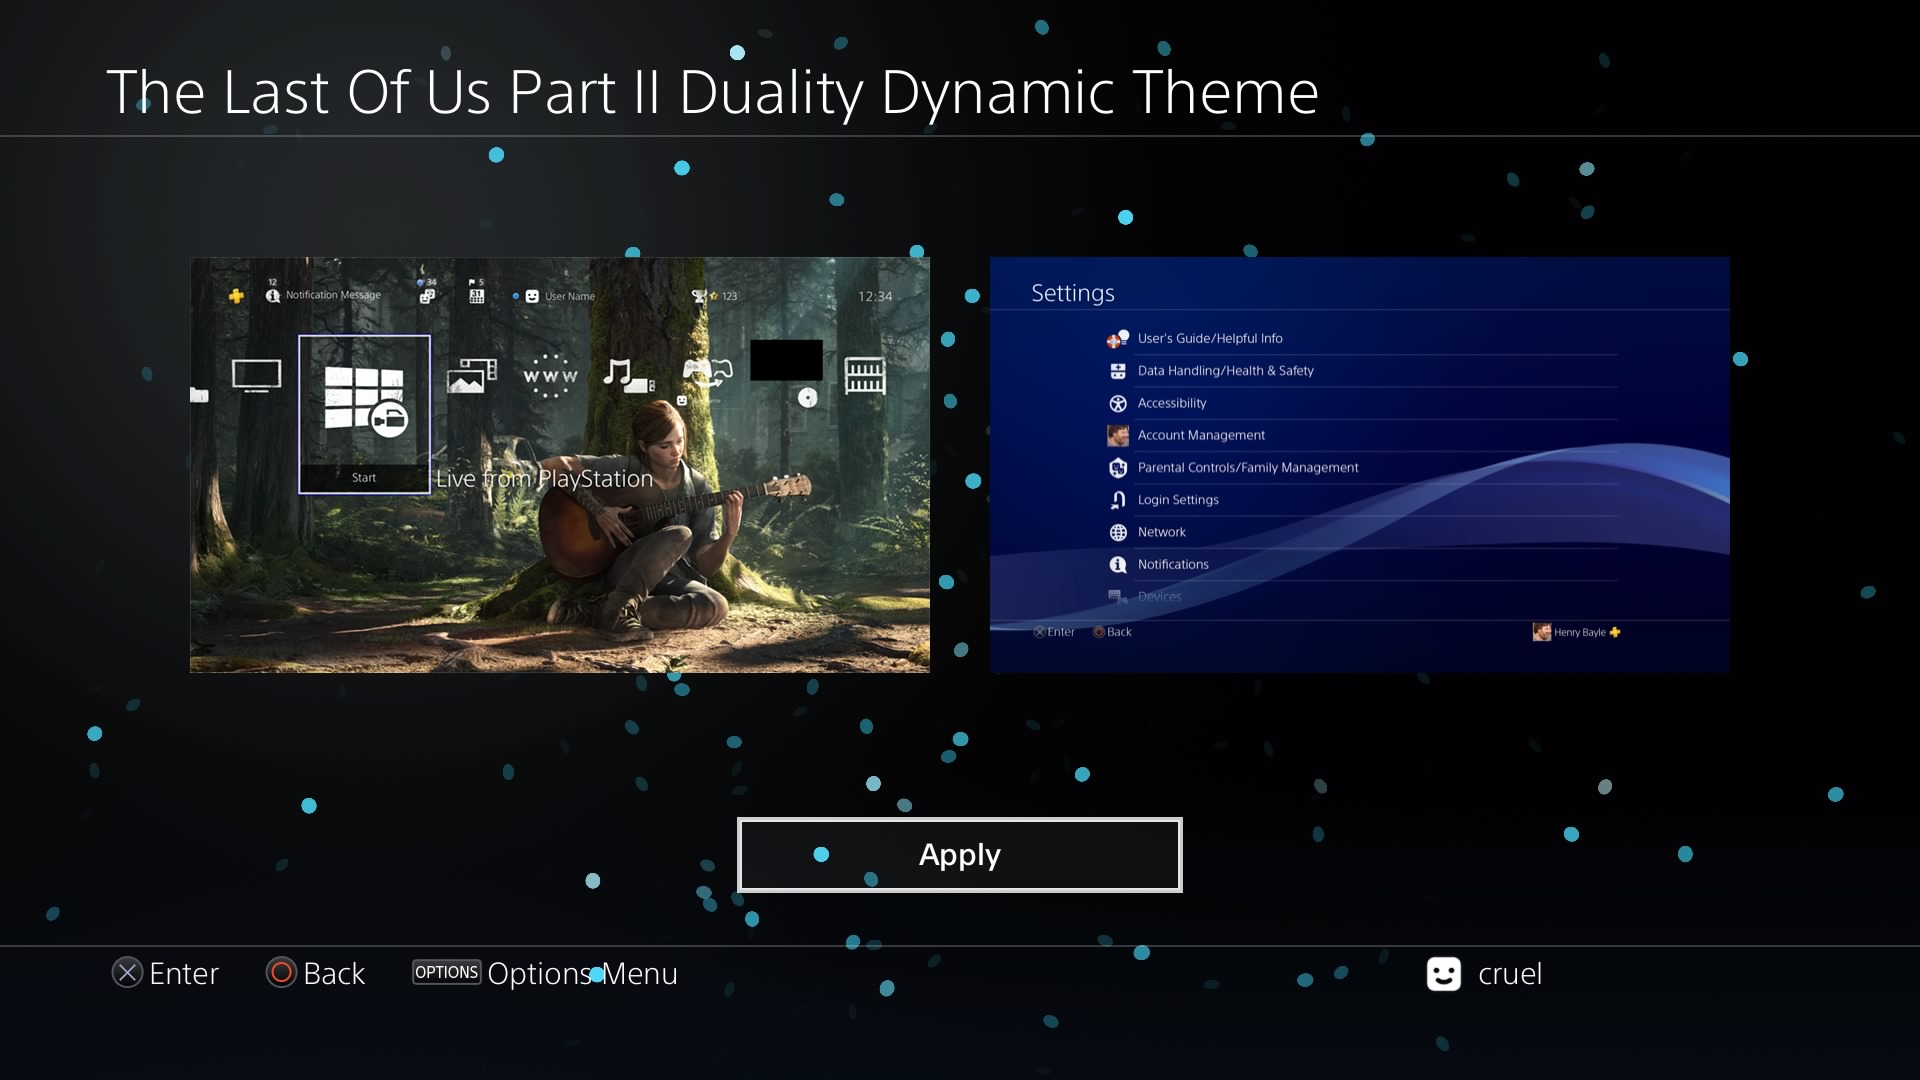 The Last Of Us Part II Duality Dynamic Theme
12
34
5
Notification Message
31
User Name
123
12:34
WWW
Start
Live from PlayStation
Settings
User's Guide/Helpful Info
Data Handling/Health & Safety
Accessibility
Account Management
Parental Controls/Family Management
Login Settings
Network
Notifications
Devices
Enter
Back
Henry Bayle
Apply
Enter
Back
OPTIONS Options Menu
cruel